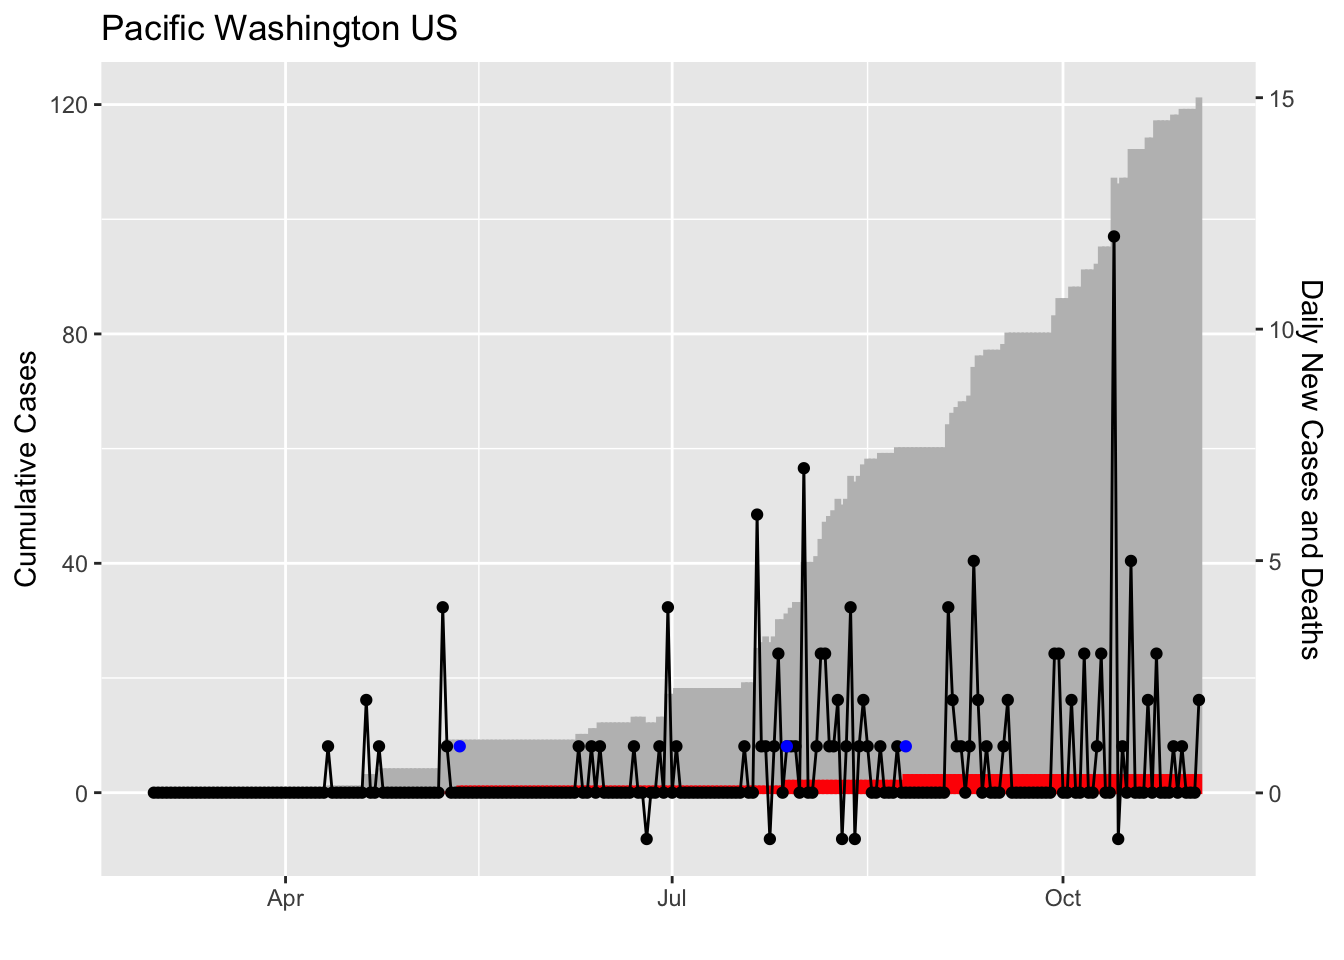 Pacific Washington US
Cumulative Cases
120
80
40
0
15
10
5
0
Daily New Cases and Deaths
Apr
Jul
Oct